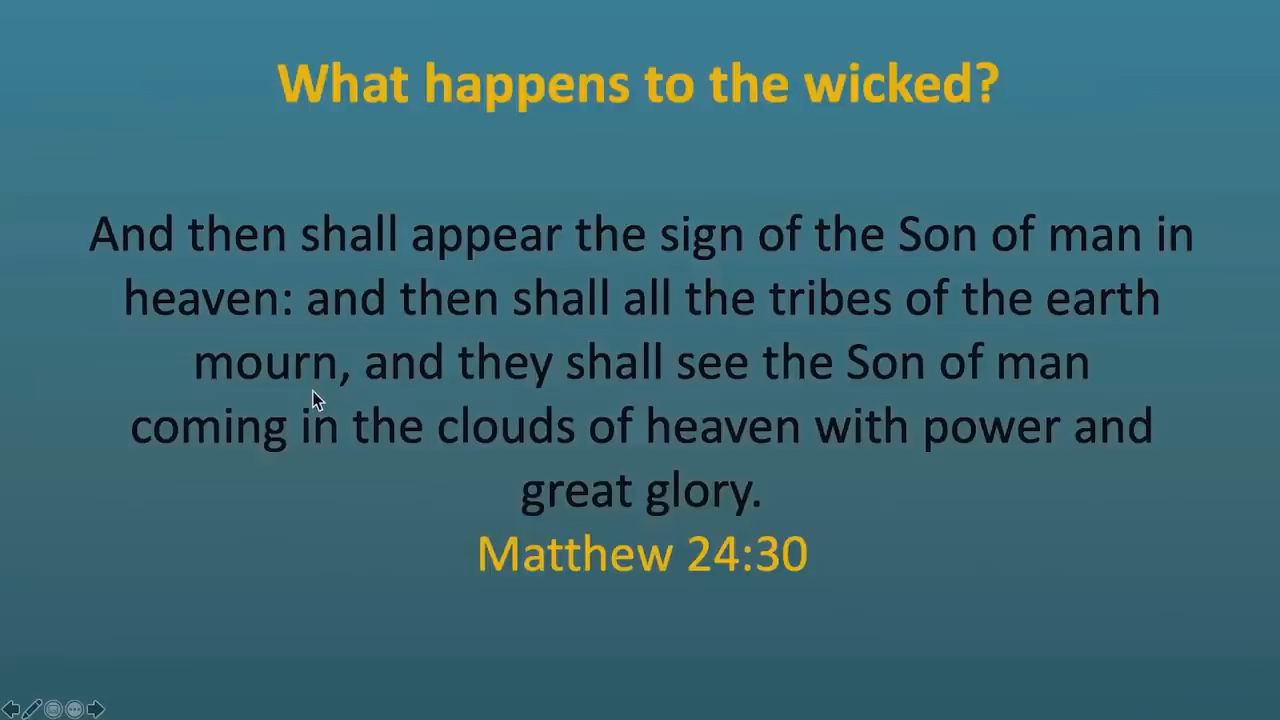 What happens to the wicked?
And then shall appear the sign of the Son of man in
heaven: and then shall all the tribes of the earth
mourn, and they shall see the Son of man
coming in the clouds of heaven with power and
great glory.
Matthew 24:30